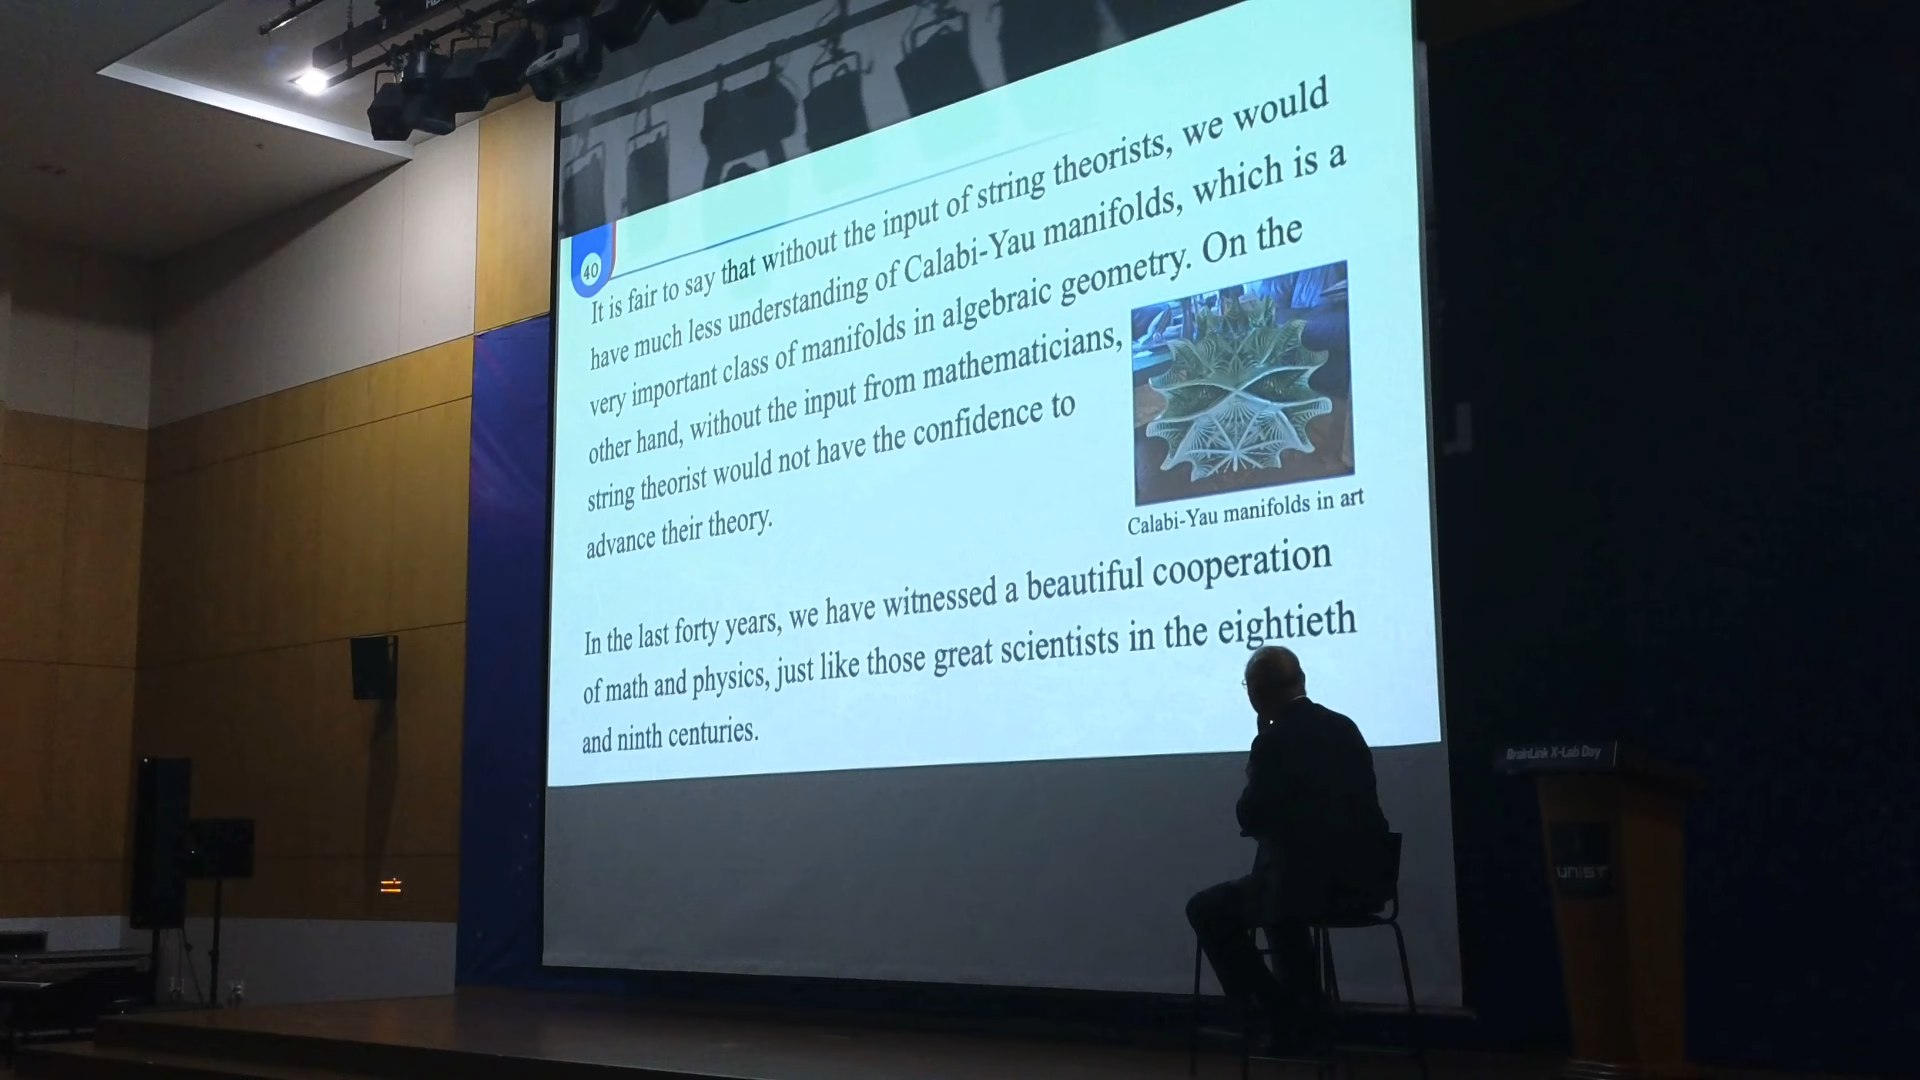 40
It is fair to say that without the input of string theorists, we would
have much less understanding of Calabi-Yau manifolds, which is a
very important class of manifolds in algebraic geometry. On the
other hand, without the input from mathematicians,
string theorist would not have the confidence to
advance their theory.
Calabi-Yau manifolds in art
In the last forty years, we have witnessed a beautiful cooperation
of math and physics, just like those great scientists in the eightieth
and ninth centuries.
BrainLink X-Lab Day
UNIST